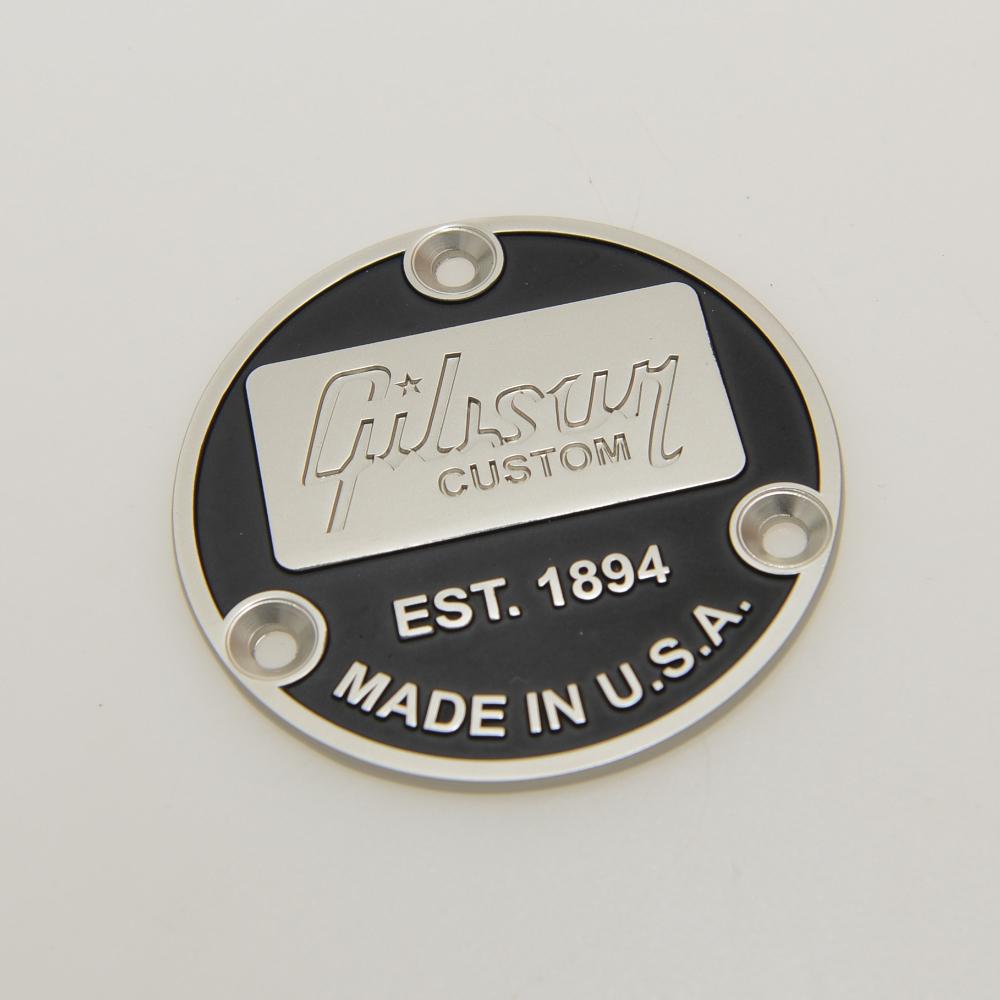 Gibson
CUSTOM
EST. 1894
MADE IN U.S.A.